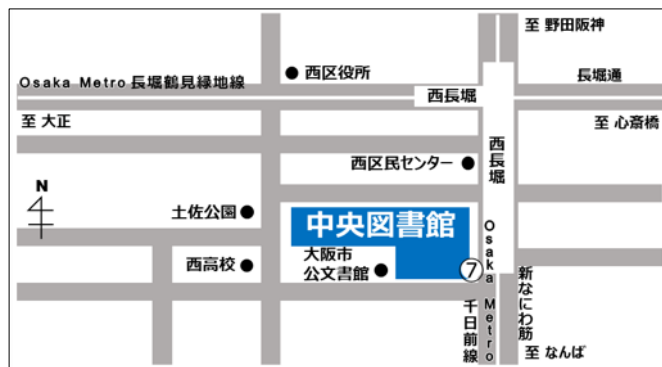 至 野田阪神
西区役所
Osaka Metro 長堀鶴見緑地線
長堀通
西長堀
至 大正
至 心斎橋
西長堀
西区民センター
N
土佐公園
中央図書館
大阪市
公文書館
西高校
⑦
Osaka Metro
千日前線
新なにわ筋
至 なんば